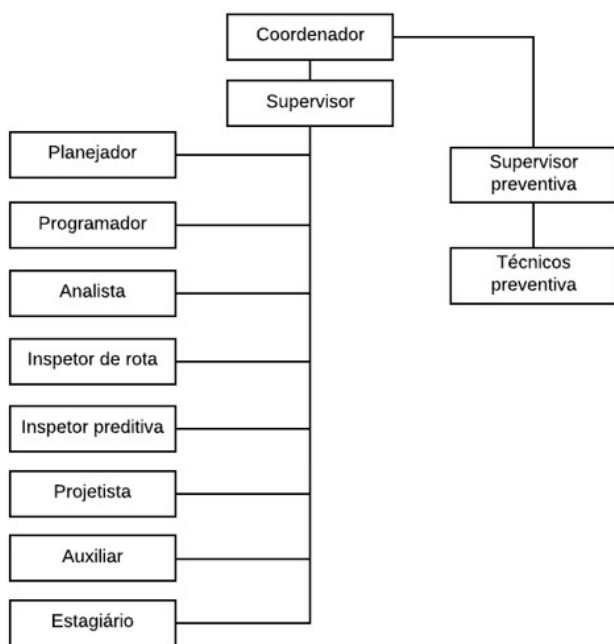 Coordenador
Supervisor
Planejador
Programador
Analista
Inspetor de rota
Inspetor preditiva
Projetista
Auxiliar
Estagiário
Supervisor
preventiva
Técnicos
preventiva